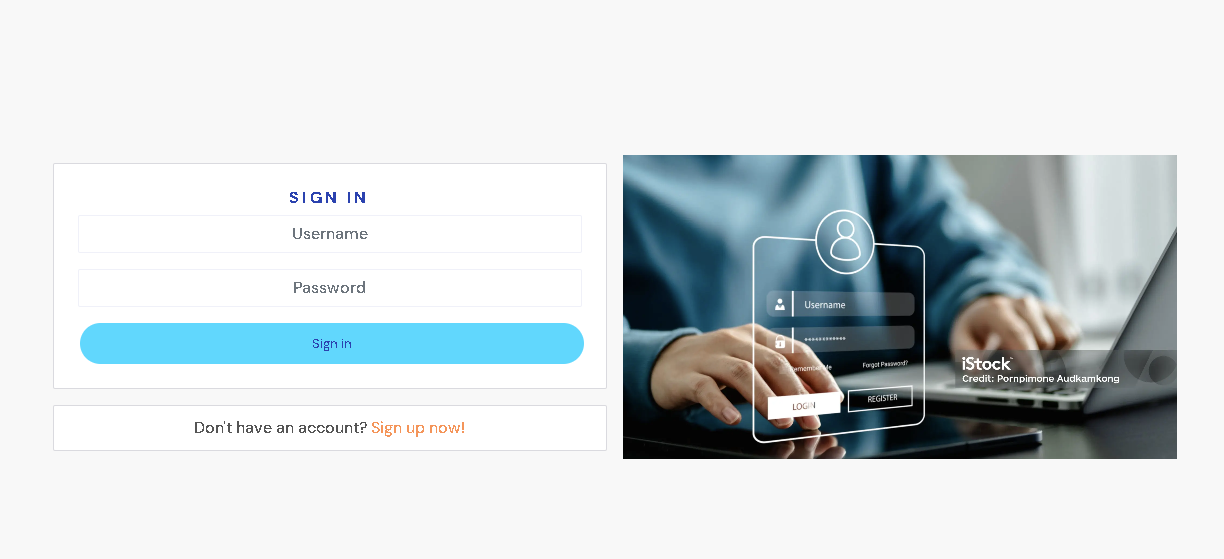 SIGN IN
Username
Password
Sign in
Don't have an account? Sign up now!
Username
Remember Me
Forgot Password?
LOGIN
REGISTER
iStock™
Credit: Pornpimone Audkamkong